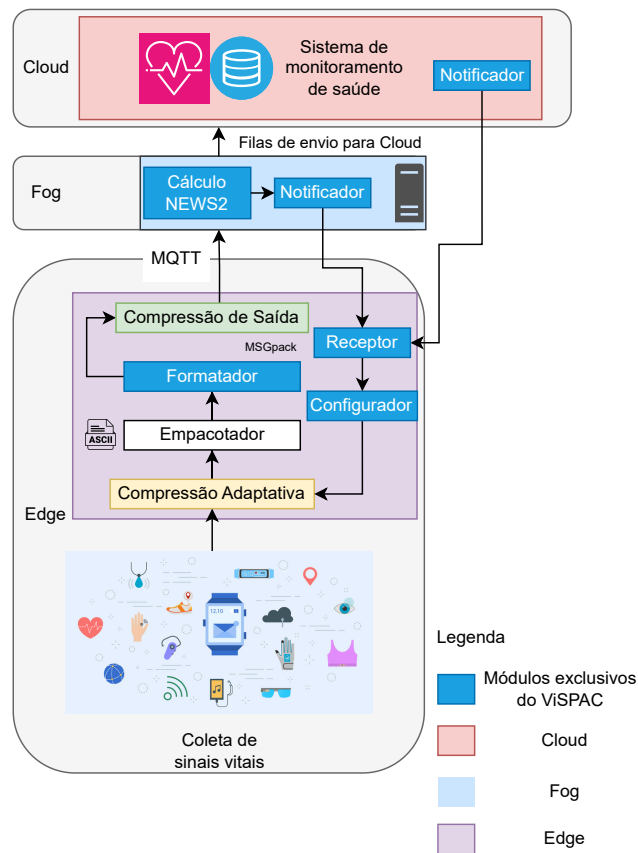 Cloud
Sistema de
monitoramento
de saúde
Notificador
Filas de envio para Cloud
Fog
Cálculo
NEWS2
Notificador
MQTT
Compressão de Saída
MSGpack
Receptor
Formatador
Configurador
ASCII
Empacotador
Compressão Adaptativa
Edge
12.10
Coleta de
sinais vitais
Legenda
Módulos exclusivos
do ViSPAC
Cloud
Fog
Edge